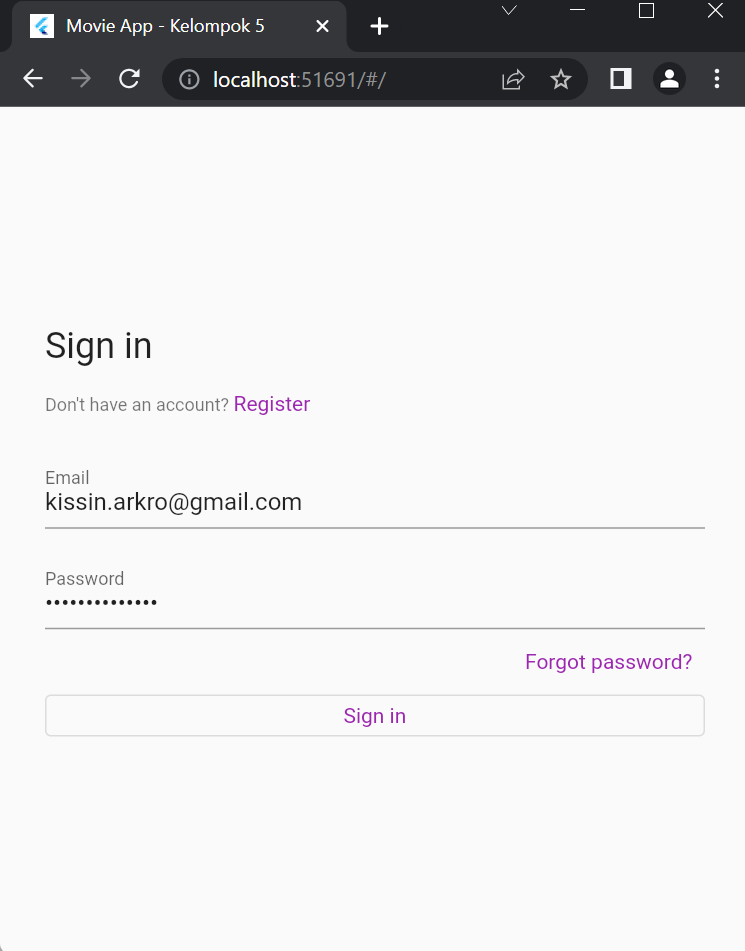 Movie App - Kelompok 5
localhost:51691/#/
Sign in
Don't have an account? Register
Email
kissin.arkro@gmail.com
Password
••••••••••••••
Forgot password?
Sign in